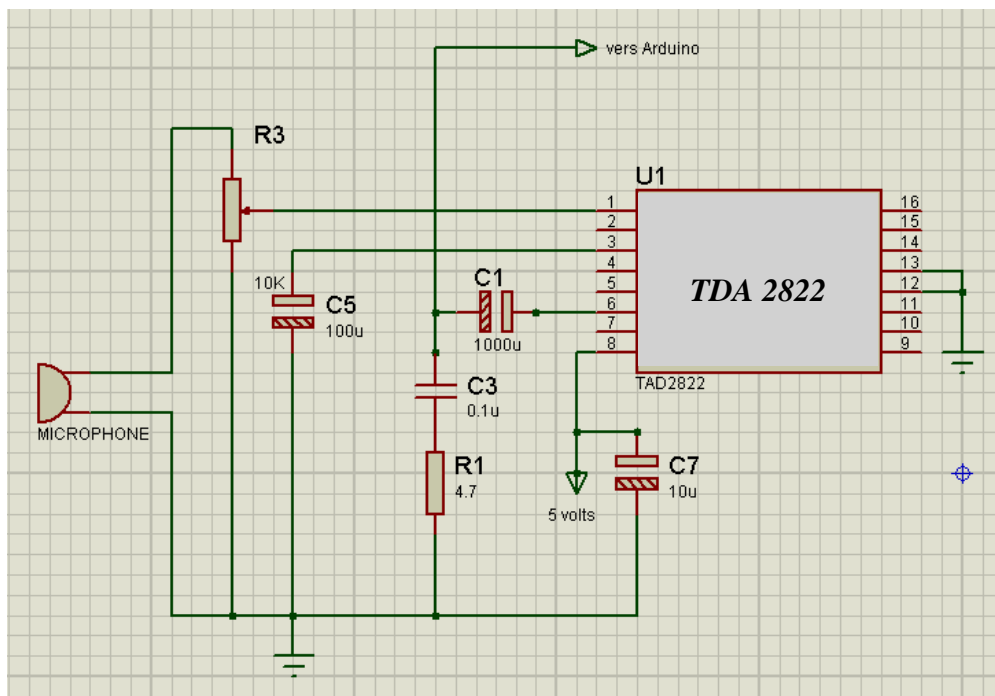 vers Arduino
R3
U1
1
2
3
4
5
6
7
8
16
15
14
13
12
11
10
9
TDA 2822
TAD2822
10K
C5
100u
C1
1000u
C3
0.1u
MICROPHONE
R1
4.7
C7
10u
5 volts